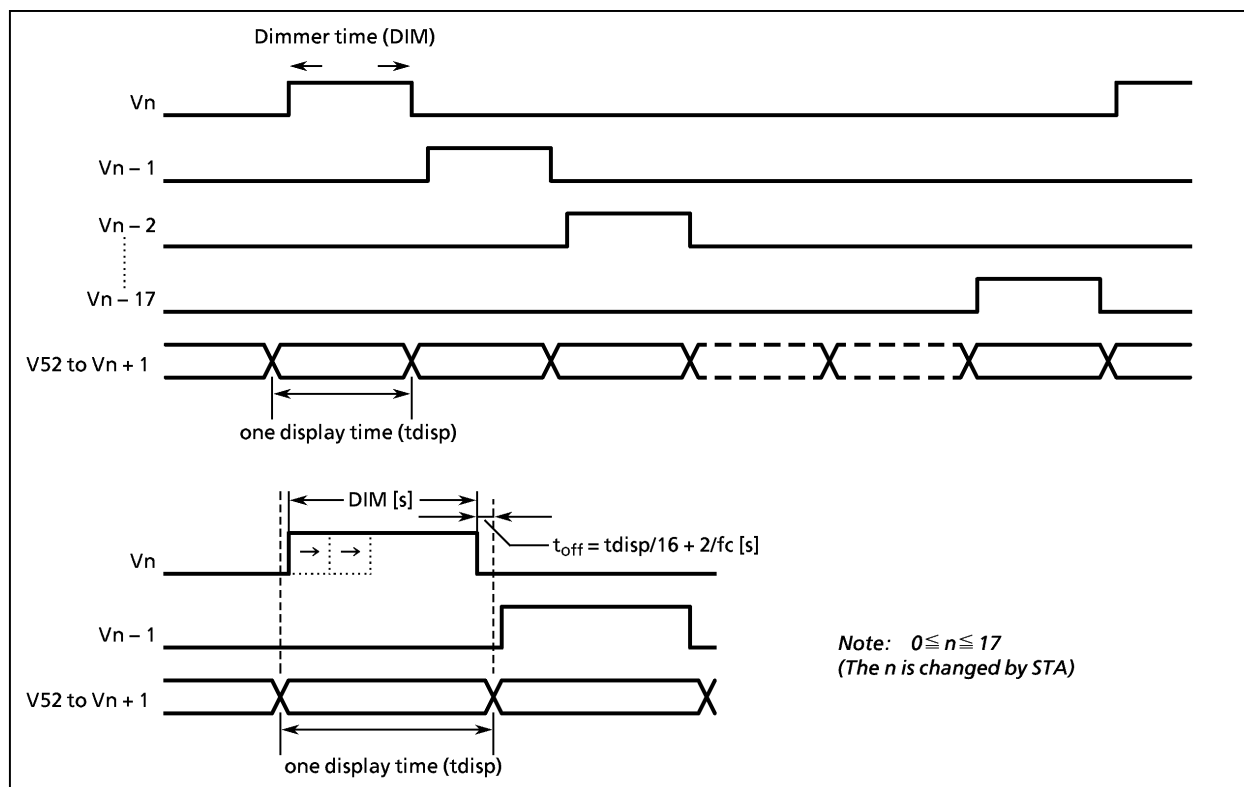 Dimmer time (DIM)
Vn
Vn – 1
Vn – 2
Vn – 17
V52 to Vn + 1
one display time (tdisp)
DIM [s]
toff = tdisp/16 + 2/fc [s]
Vn
Vn – 1
Note: 0≦n≦17
(The n is changed by STA)
V52 to Vn + 1
one display time (tdisp)